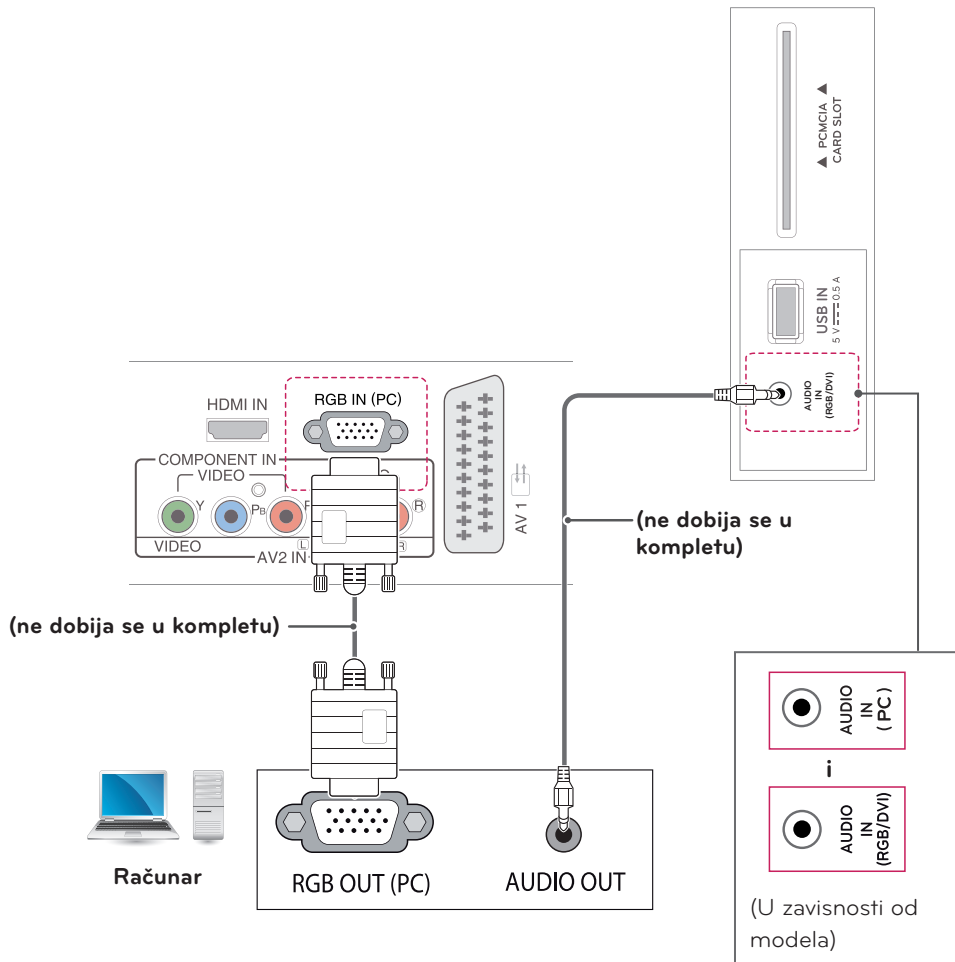 ▲ PCMCIA ▲
CARD SLOT
USB IN
5 V 0.5 A
AUDIO
IN
(RGB/DVI)
HDMI IN
RGB IN (PC)
COMPONENT IN
VIDEO
Y
PB
R
VIDEO
L
R
AV2 IN
AV 1
(ne dobija se u
kompletu)
(ne dobija se u kompletu)
AUDIO
IN
( PC )
i
AUDIO
IN
(RGB/DVI)
(U zavisnosti od
modela)
Računar
RGB OUT (PC)
AUDIO OUT